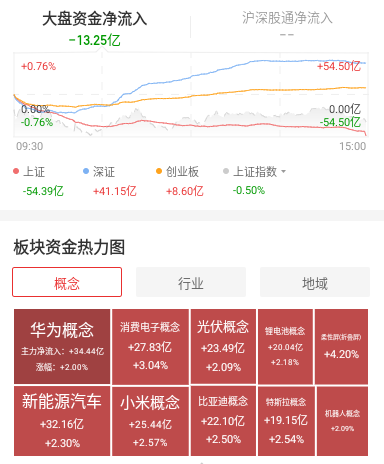 大盘资金净流入
沪深股通净流入
-13.25亿
--
+0.76%
+54.50亿
0.00%
0.00亿
-0.76%
-54.50亿
09:30
15:00
上证
深证
创业板
上证指数
-54.39亿
+41.15亿
+8.60亿
-0.50%
板块资金热力图
概念
行业
地域
华为概念
主力净流入：+34.44亿
涨幅：+2.00%
消费电子概念
+27.83亿
+3.04%
光伏概念
+23.49亿
+2.09%
锂电池概念
+20.04亿
+2.18%
柔性屏(折叠屏)
+4.20%
新能源汽车
+32.16亿
+2.30%
小米概念
+25.44亿
+2.57%
比亚迪概念
+22.10亿
+2.50%
特斯拉概念
+19.15亿
+2.54%
机器人概念
+2.09%